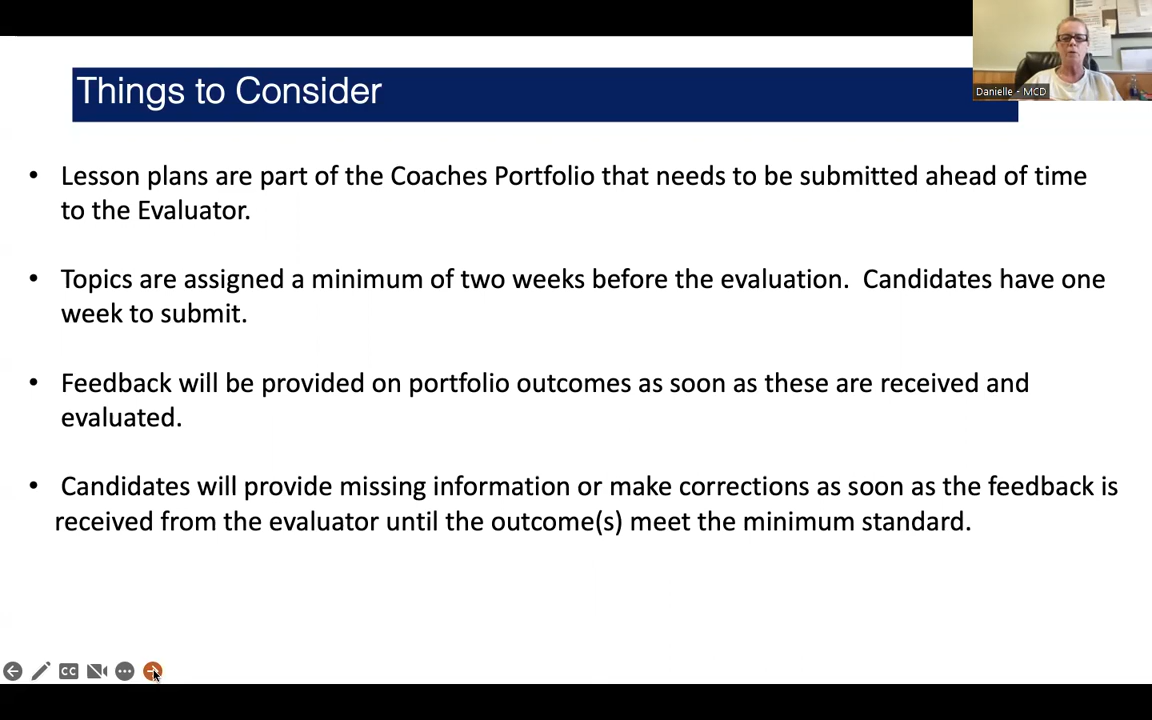 Things to Consider
Danielle - MCD
• Lesson plans are part of the Coaches Portfolio that needs to be submitted ahead of time
to the Evaluator.
• Topics are assigned a minimum of two weeks before the evaluation.  Candidates have one
week to submit.
• Feedback will be provided on portfolio outcomes as soon as these are received and
evaluated.
• Candidates will provide missing information or make corrections as soon as the feedback is
received from the evaluator until the outcome(s) meet the minimum standard.
CC